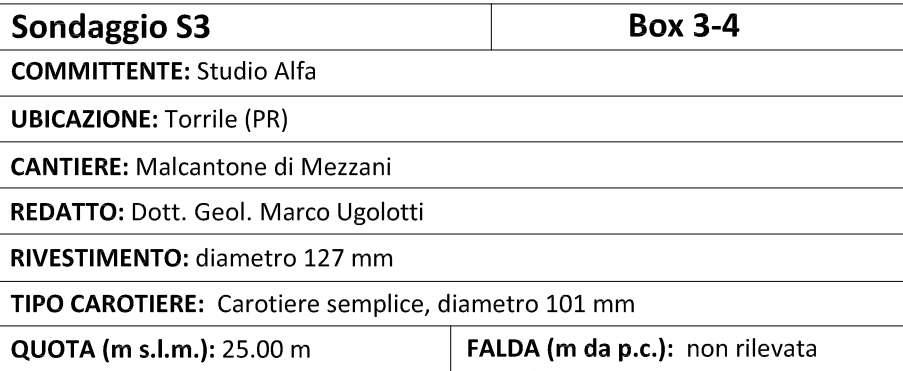 Sondaggio S3 Box 3-4
COMMITTENTE: Studio Alfa
UBICAZIONE: Torrile (PR)
CANTIERE: Malcantone di Mezzani
REDATTO: Dott. Geol. Marco Ugolotti
RIVESTIMENTO: diametro 127 mm
TIPO CAROTIERE: Carotiere semplice, diametro 101 mm
QUOTA (m s.l.m.): 25.00 m FALDA (m da p.c.): non rilevata